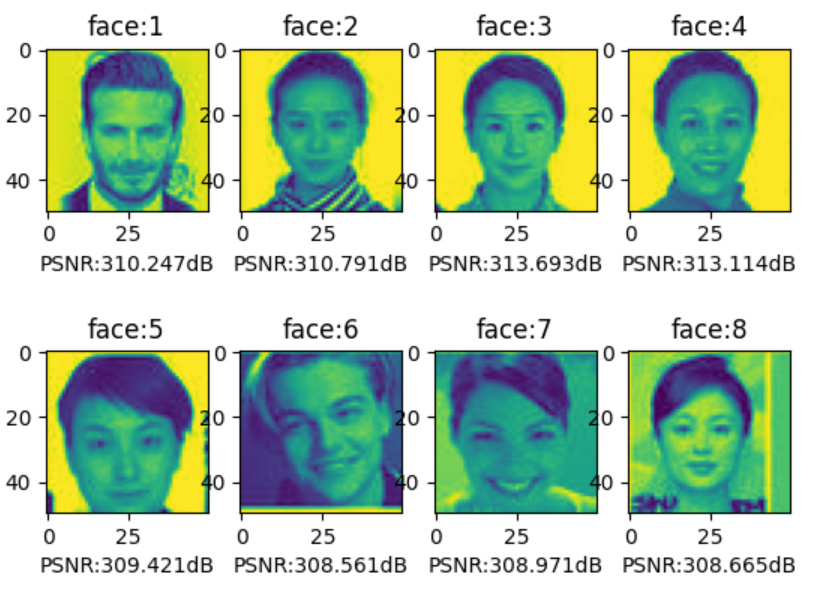 face:1 face:2 face:3 face:4
0 0 0 0
20 20 20 20
40 40 40 40
0 25 0 25 0 25 0 25
PSNR:310.247dB PSNR:310.791dB PSNR:313.693dB PSNR:313.114dB
face:5 face:6 face:7 face:8
0 0 0 0
20 20 20 20
40 40 40 40
0 25 0 25 0 25 0 25
PSNR:309.421dB PSNR:308.561dB PSNR:308.971dB PSNR:308.665dB